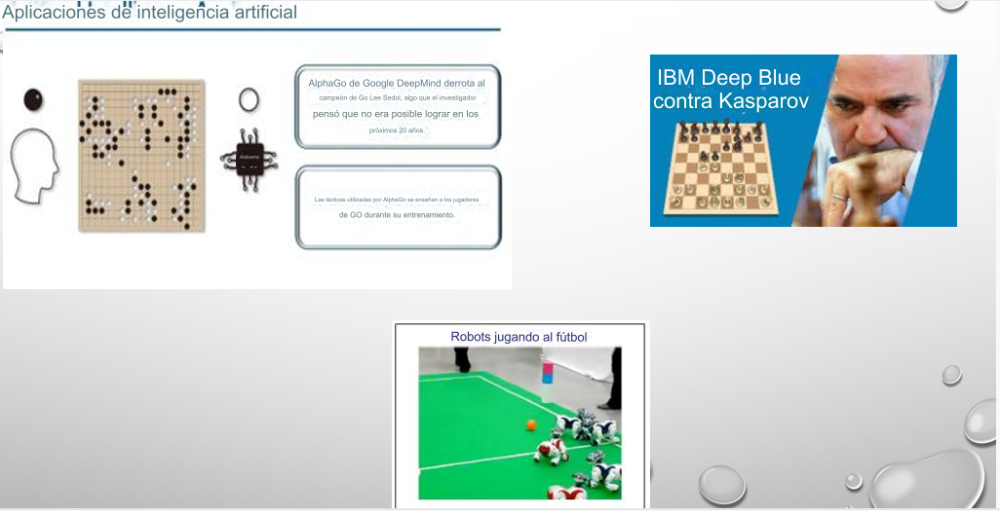 Aplicaciones de inteligencia artificial
AlphaGo de Google DeepMind derrota al
campeón de Go Lee Sedol, algo que el investigador
pensó que no era posible lograr en los
próximos 20 años.
Alabama
Las tácticas utilizadas por AlphaGo se enseñan a los jugadores
de GO durante su entrenamiento.
IBM Deep Blue
contra Kasparov
Robots jugando al fútbol